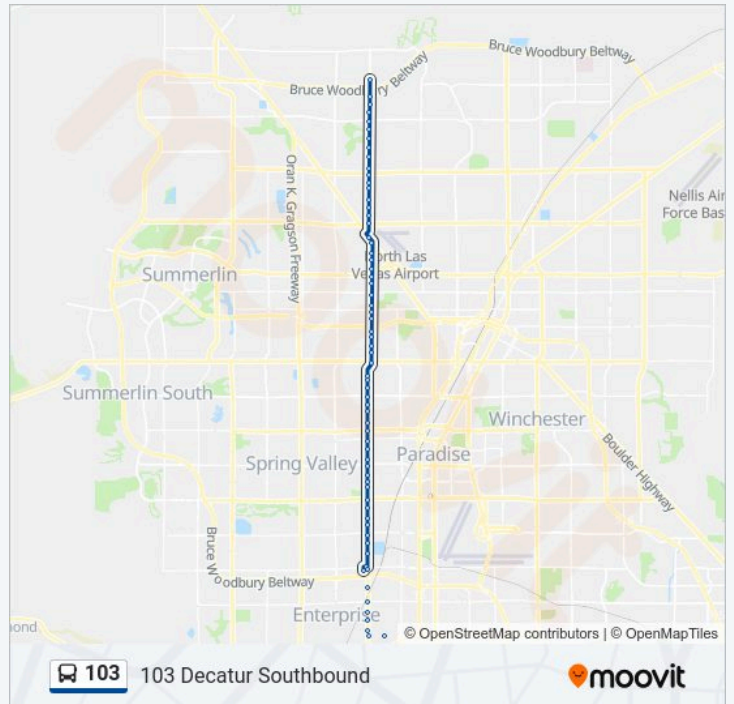 Bruce Woodbury Beltway
Bruce Woodbury Beltway
Oran K. Gragson Freeway
Nellis Air
Force Bas
North Las
Vegas Airport
Summerlin
Summerlin South
Winchester
Paradise
Spring Valley
Boulder Highway
Bruce Woodbury Beltway
Enterprise
mond
© OpenStreetMap contributors | © OpenMapTiles
103 103 Decatur Southbound
moovit